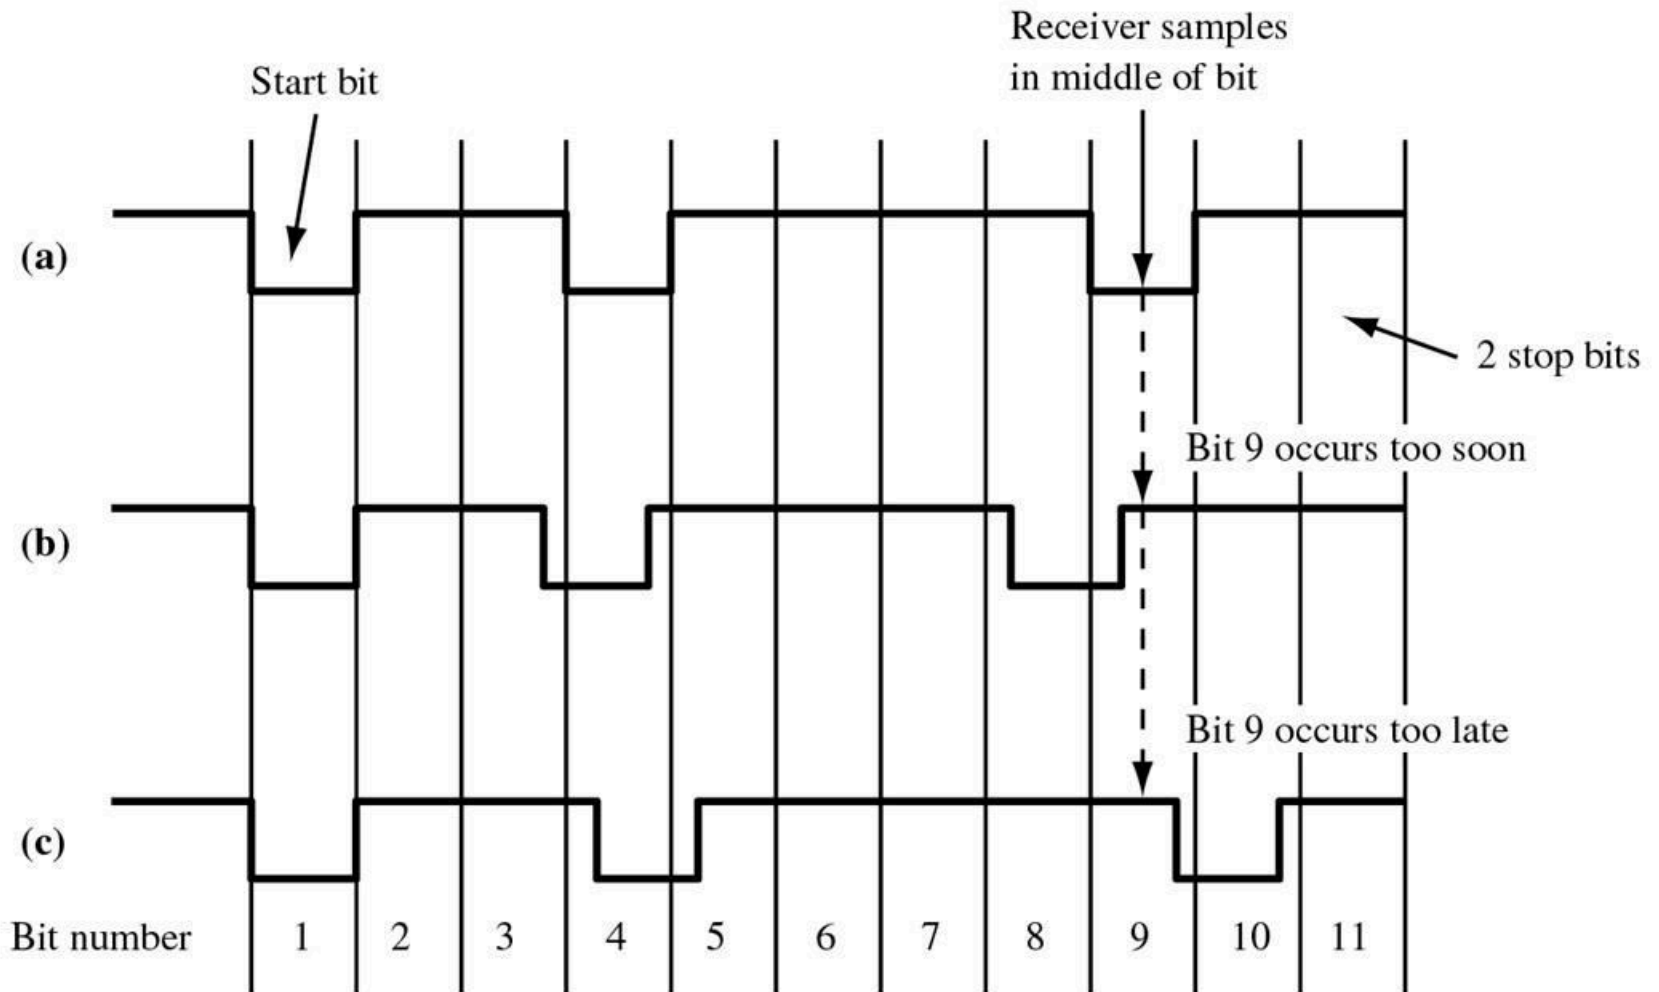 Receiver samples
in middle of bit
Start bit
(a)
2 stop bits
Bit 9 occurs too soon
(b)
Bit 9 occurs too late
(c)
Bit number 1 2 3 4 5 6 7 8 9 10 11